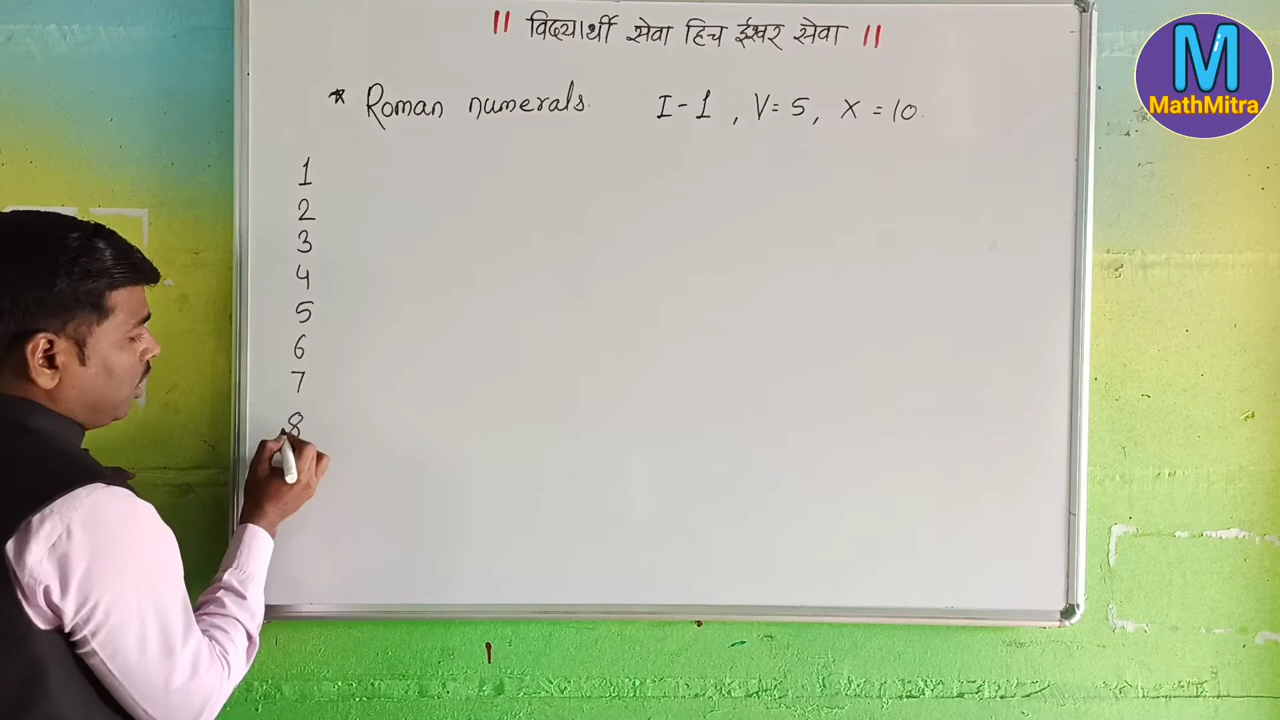 || विद्यार्थी सेवा हिच ईश्वर सेवा ||
M
MathMitra
* Roman numerals. I-1, V=5, X=10.
1
2
3
4
5
6
7
8